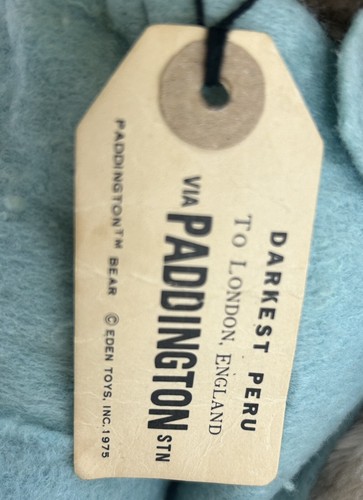 DARKEST PERU
TO LONDON, ENGLAND
VIA PADDINGTON STN
PADDINGTON™ BEAR © EDEN TOYS, INC. 1975